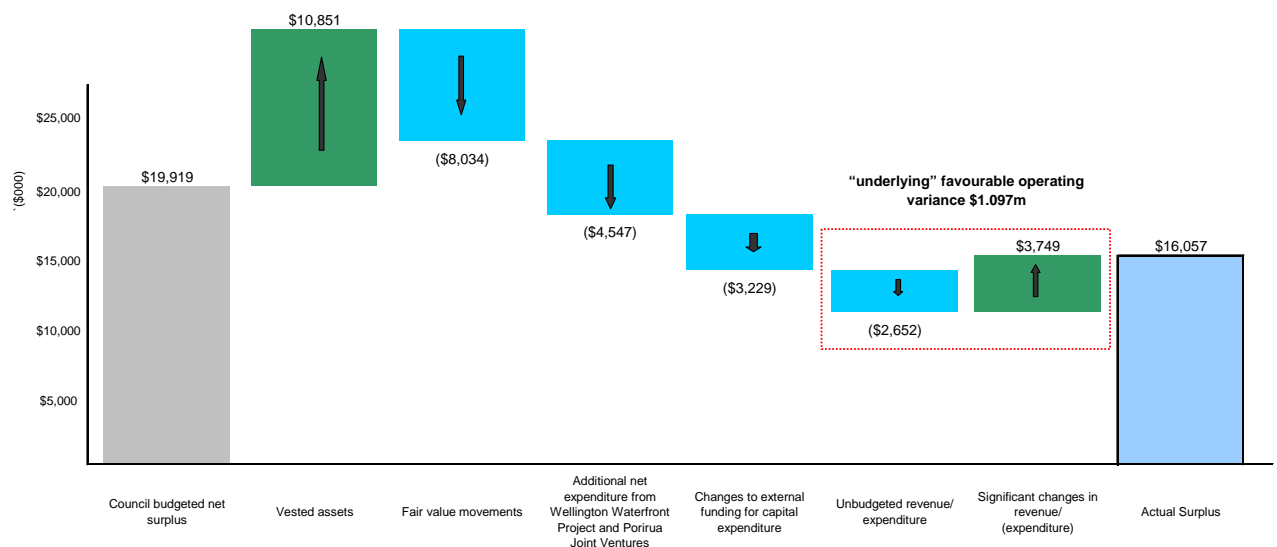 $10,851
$25,000
($8,034)
“underlying” favourable operating
variance $1.097m
$19,919
$20,000
`($000)
($4,547)
$3,749
$16,057
$15,000
($3,229)
($2,652)
$10,000
$5,000
Council budgeted net
surplus
Vested assets
Fair value movements
Additional net
expenditure from
Wellington Waterfront
Project and Porirua
Joint Ventures
Changes to external
funding for capital
expenditure
Unbudgeted revenue/
expenditure
Significant changes in
revenue/
(expenditure)
Actual Surplus